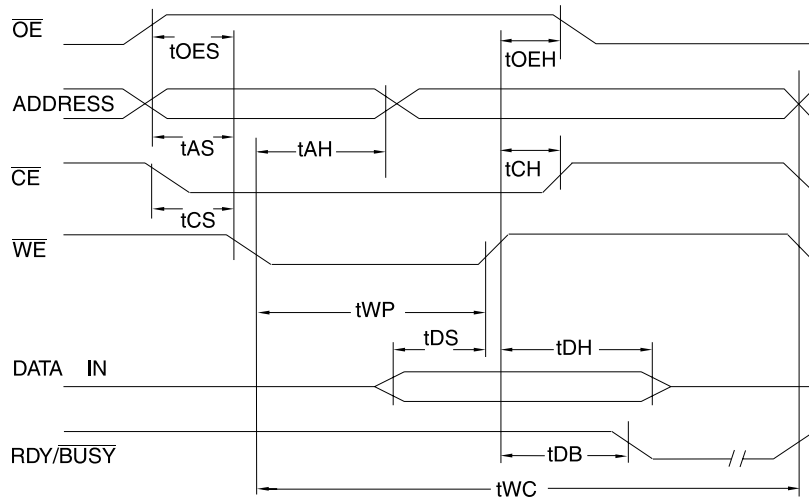 OE
tOES
tOEH
ADDRESS
tAS
tAH
tCH
CE
tCS
WE
tWP
tDS
tDH
DATA IN
RDY/BUSY
tDB
tWC